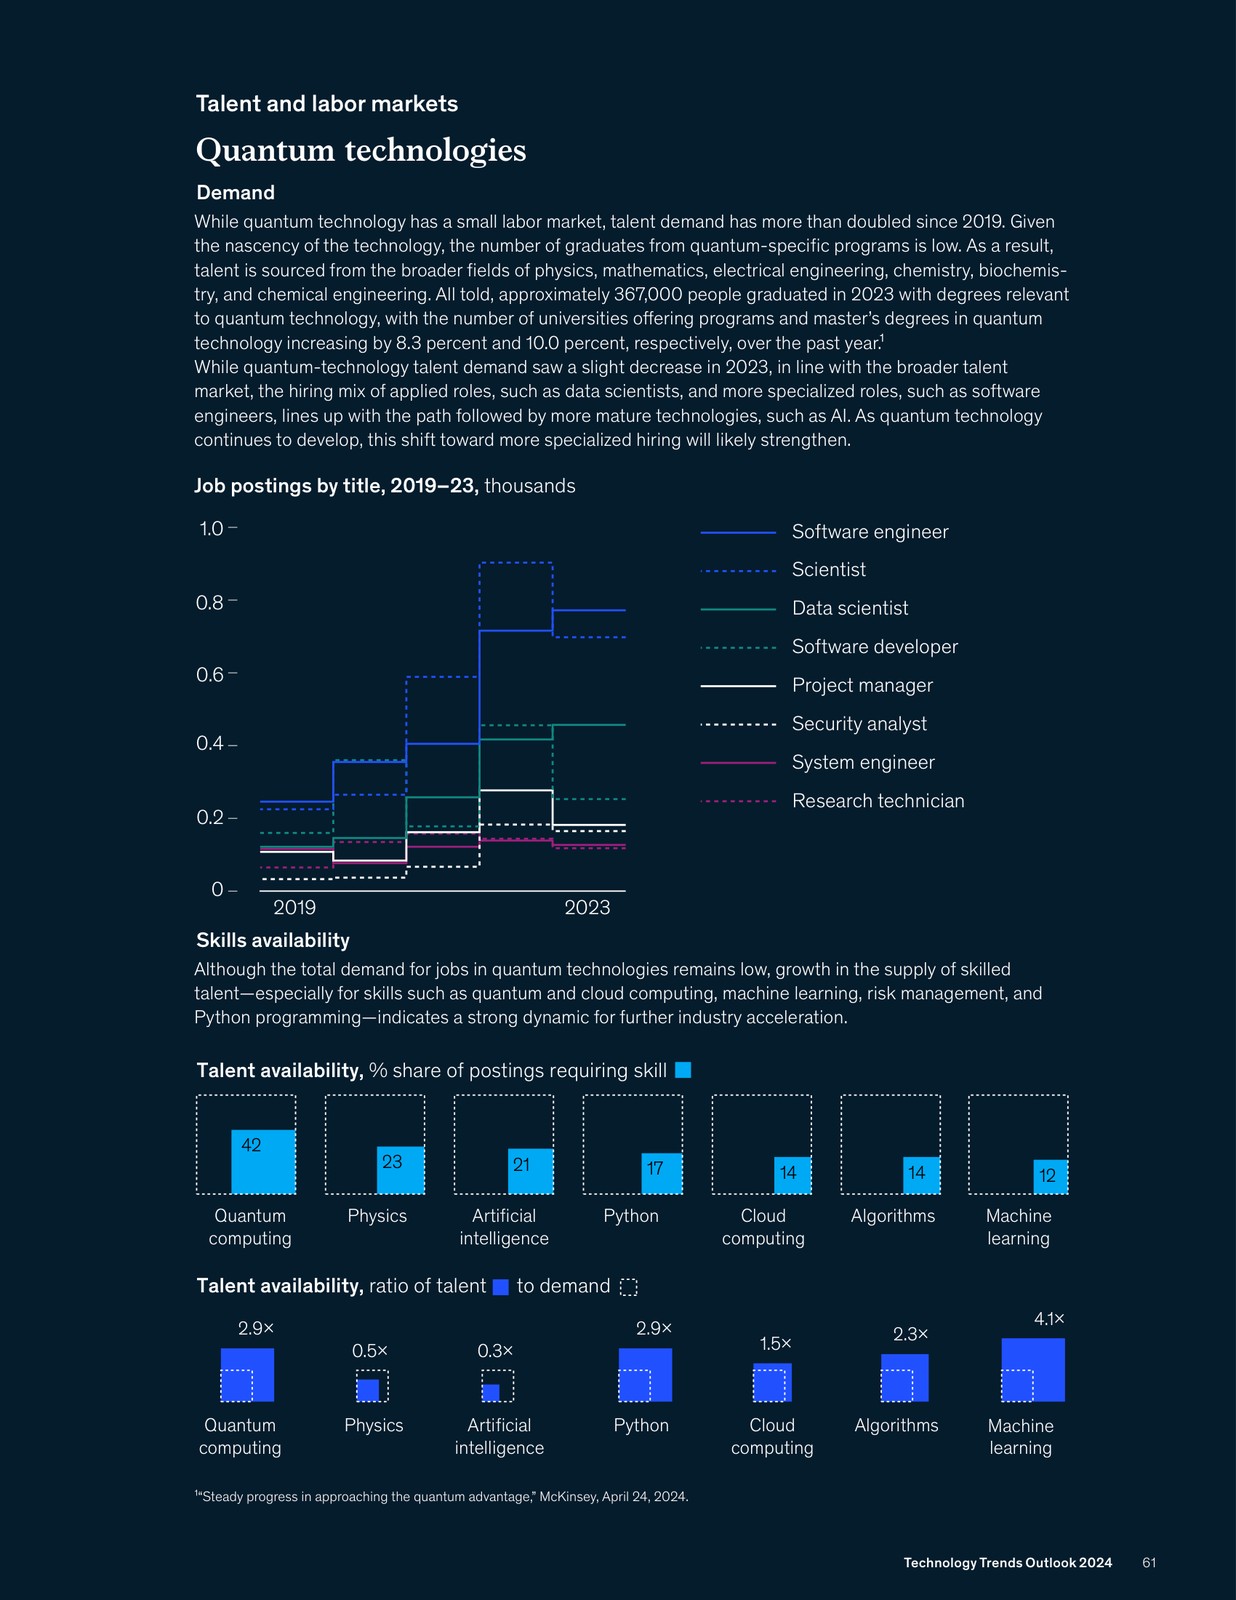 Talent and labor markets
Quantum technologies
Demand
While quantum technology has a small labor market, talent demand has more than doubled since 2019. Given
the nascency of the technology, the number of graduates from quantum-specific programs is low. As a result,
talent is sourced from the broader fields of physics, mathematics, electrical engineering, chemistry, biochemis-
try, and chemical engineering. All told, approximately 367,000 people graduated in 2023 with degrees relevant
to quantum technology, with the number of universities offering programs and master’s degrees in quantum
technology increasing by 8.3 percent and 10.0 percent, respectively, over the past year.¹
While quantum-technology talent demand saw a slight decrease in 2023, in line with the broader talent
market, the hiring mix of applied roles, such as data scientists, and more specialized roles, such as software
engineers, lines up with the path followed by more mature technologies, such as AI. As quantum technology
continues to develop, this shift toward more specialized hiring will likely strengthen.
Job postings by title, 2019–23, thousands
1.0
0.8
0.6
0.4
0.2
0
2019 2023
Software engineer
Scientist
Data scientist
Software developer
Project manager
Security analyst
System engineer
Research technician
Skills availability
Although the total demand for jobs in quantum technologies remains low, growth in the supply of skilled
talent—especially for skills such as quantum and cloud computing, machine learning, risk management, and
Python programming—indicates a strong dynamic for further industry acceleration.
Talent availability, % share of postings requiring skill
42 23 21 17 14 14 12
Quantum Physics Artificial Python Cloud Algorithms Machine
computing intelligence computing learning
Talent availability, ratio of talent to demand
2.9× 0.5× 0.3× 2.9× 1.5× 2.3× 4.1×
Quantum Physics Artificial Python Cloud Algorithms Machine
computing intelligence computing learning
¹“Steady progress in approaching the quantum advantage,” McKinsey, April 24, 2024.
Technology Trends Outlook 2024 61